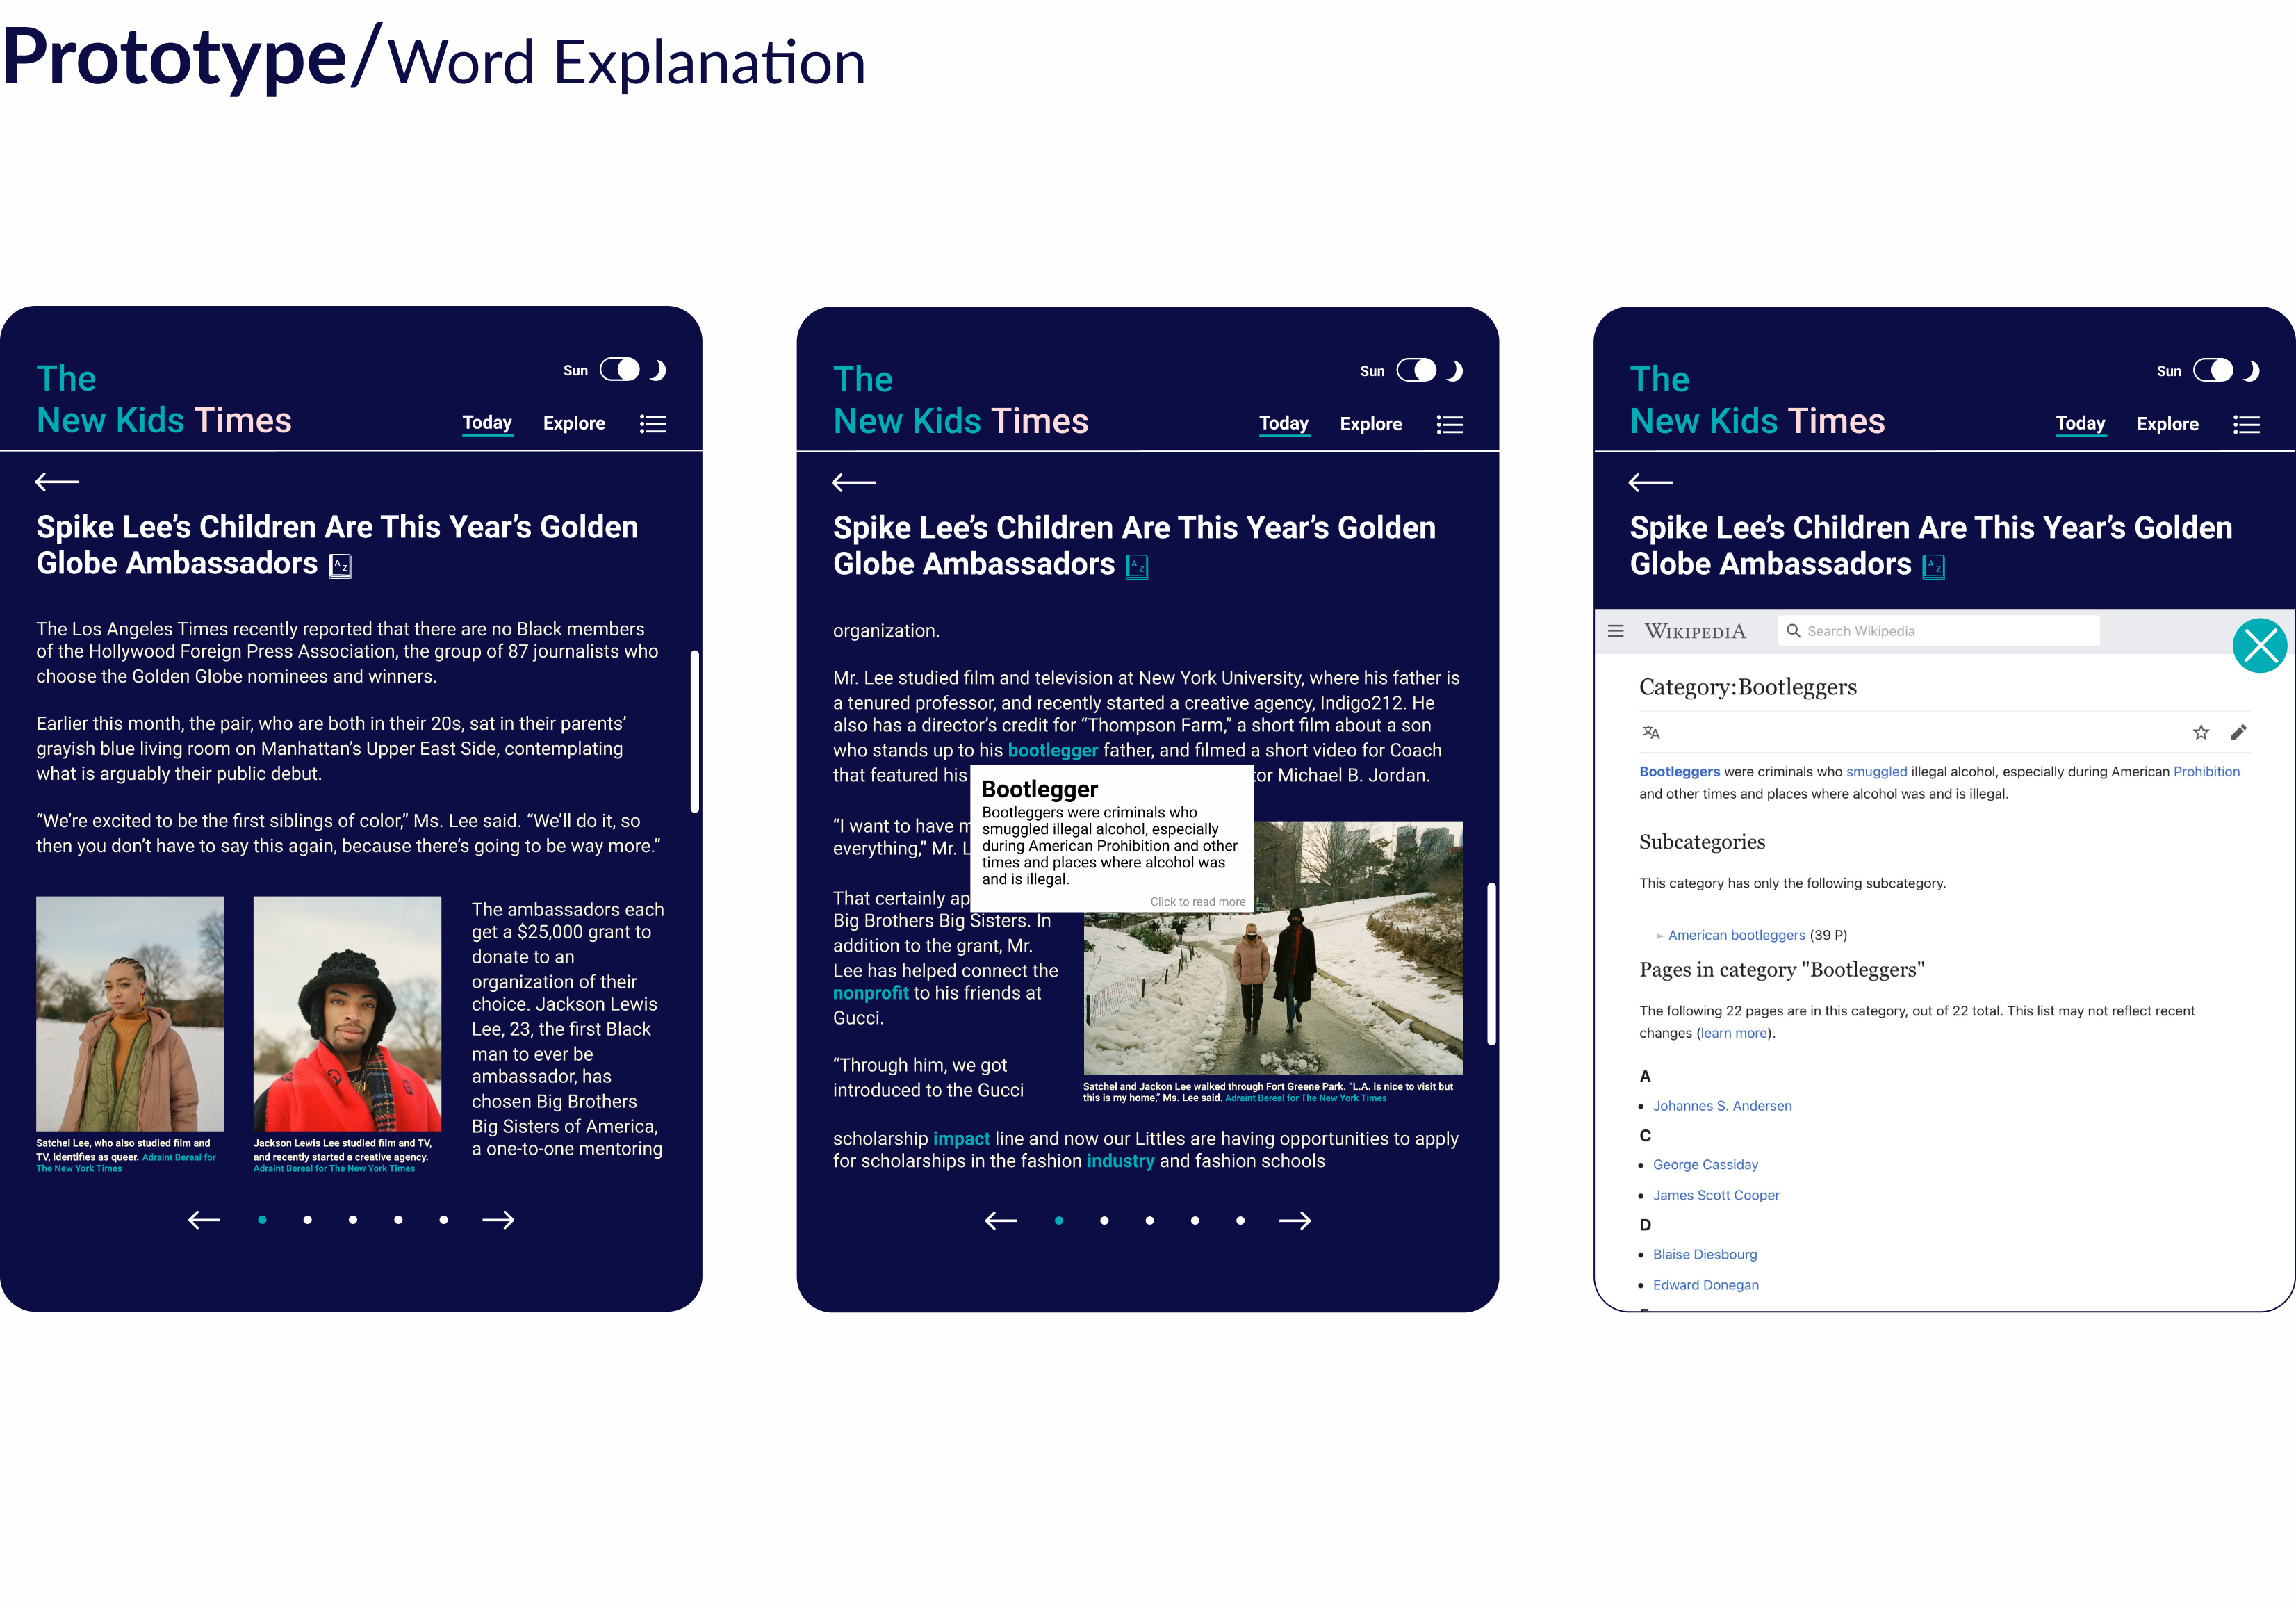 Prototype/Word Explanation
The
New Kids Times
Sun
Today Explore
Spike Lee’s Children Are This Year’s Golden
Globe Ambassadors
A Z
The Los Angeles Times recently reported that there are no Black members
of the Hollywood Foreign Press Association, the group of 87 journalists who
choose the Golden Globe nominees and winners.
Earlier this month, the pair, who are both in their 20s, sat in their parents’
grayish blue living room on Manhattan’s Upper East Side, contemplating
what is arguably their public debut.
“We’re excited to be the first siblings of color,” Ms. Lee said. “We’ll do it, so
then you don’t have to say this again, because there’s going to be way more.”
The ambassadors each
get a $25,000 grant to
donate to an
organization of their
choice. Jackson Lewis
Lee, 23, the first Black
man to ever be
ambassador, has
chosen Big Brothers
Big Sisters of America,
a one-to-one mentoring
Satchel Lee, who also studied film and
TV, identifies as queer. Adraint Bereal for
The New York Times
Jackson Lewis Lee studied film and TV,
and recently started a creative agency.
Adraint Bereal for The New York Times
The
New Kids Times
Sun
Today Explore
Spike Lee’s Children Are This Year’s Golden
Globe Ambassadors
A Z
organization.
Mr. Lee studied film and television at New York University, where his father is
a tenured professor, and recently started a creative agency, Indigo212. He
also has a director’s credit for “Thompson Farm,” a short film about a son
who stands up to his bootlegger father, and filmed a short video for Coach
that featured his
tor Michael B. Jordan.
Bootlegger
Bootleggers were criminals who
smuggled illegal alcohol, especially
during American Prohibition and other
times and places where alcohol was
and is illegal.
Click to read more
“I want to have m
everything,” Mr. L
That certainly ap
Big Brothers Big Sisters. In
addition to the grant, Mr.
Lee has helped connect the
nonprofit to his friends at
Gucci.
“Through him, we got
introduced to the Gucci
Satchel and Jackon Lee walked through Fort Greene Park. “L.A. is nice to visit but
this is my home,” Ms. Lee said. Adraint Bereal for The New York Times
scholarship impact line and now our Littles are having opportunities to apply
for scholarships in the fashion industry and fashion schools
The
New Kids Times
Sun
Today Explore
Spike Lee’s Children Are This Year’s Golden
Globe Ambassadors
A Z
WIKIPEDIA
Search Wikipedia
Category:Bootleggers
Bootleggers were criminals who smuggled illegal alcohol, especially during American Prohibition
and other times and places where alcohol was and is illegal.
Subcategories
This category has only the following subcategory.
► American bootleggers (39 P)
Pages in category "Bootleggers"
The following 22 pages are in this category, out of 22 total. This list may not reflect recent
changes (learn more).
A
• Johannes S. Andersen
C
• George Cassiday
• James Scott Cooper
D
• Blaise Diesbourg
• Edward Donegan